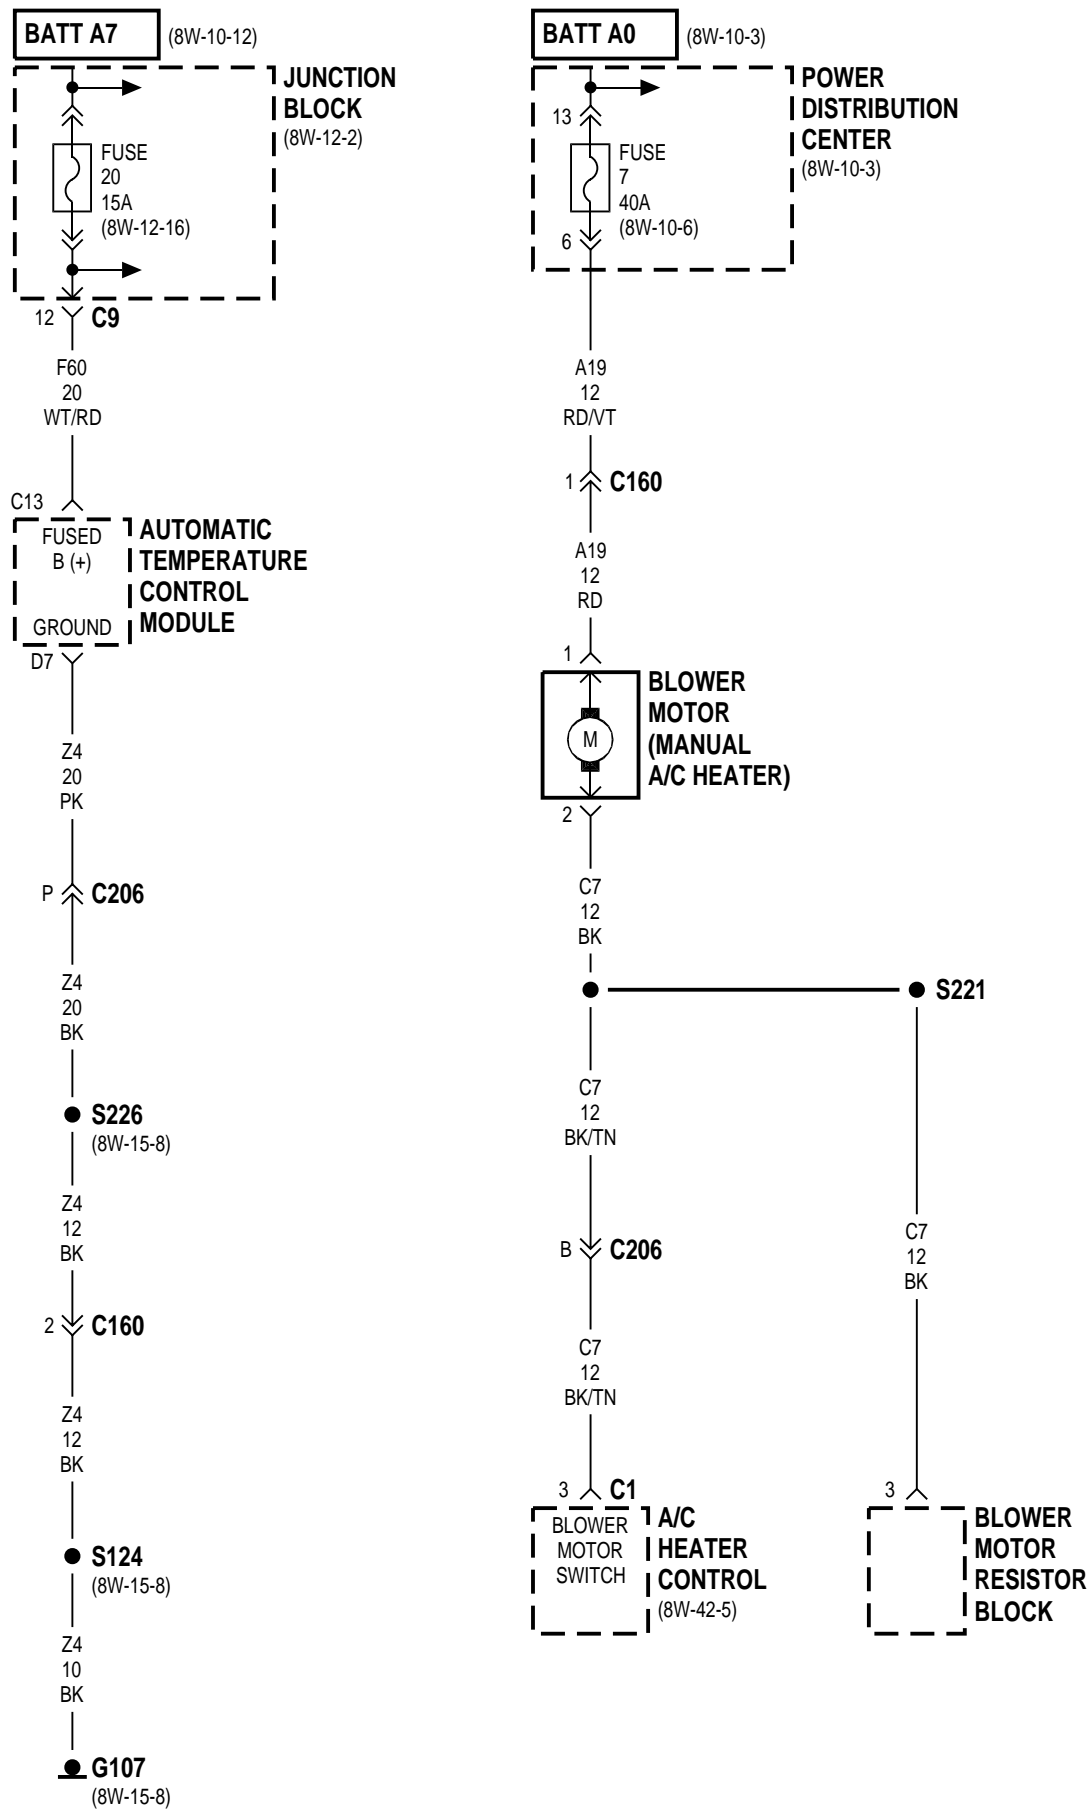 BATT A7 (8W-10-12)
JUNCTION
BLOCK
(8W-12-2)
FUSE
20
15A
(8W-12-16)
12 C9
F60
20
WT/RD
C13
FUSED
B (+)
GROUND
AUTOMATIC
TEMPERATURE
CONTROL
MODULE
D7
Z4
20
PK
P C206
Z4
20
BK
S226
(8W-15-8)
Z4
12
BK
2 C160
Z4
12
BK
S124
(8W-15-8)
Z4
10
BK
G107
(8W-15-8)
BATT A0 (8W-10-3)
POWER
DISTRIBUTION
CENTER
(8W-10-3)
13
FUSE
7
40A
(8W-10-6)
6
A19
12
RD/VT
1 C160
A19
12
RD
1
BLOWER
MOTOR
(MANUAL
A/C HEATER)
M
2
C7
12
BK
S221
C7
12
BK/TN
B C206
C7
12
BK/TN
3 C1
BLOWER
MOTOR
SWITCH
A/C
HEATER
CONTROL
(8W-42-5)
C7
12
BK
3
BLOWER
MOTOR
RESISTOR
BLOCK